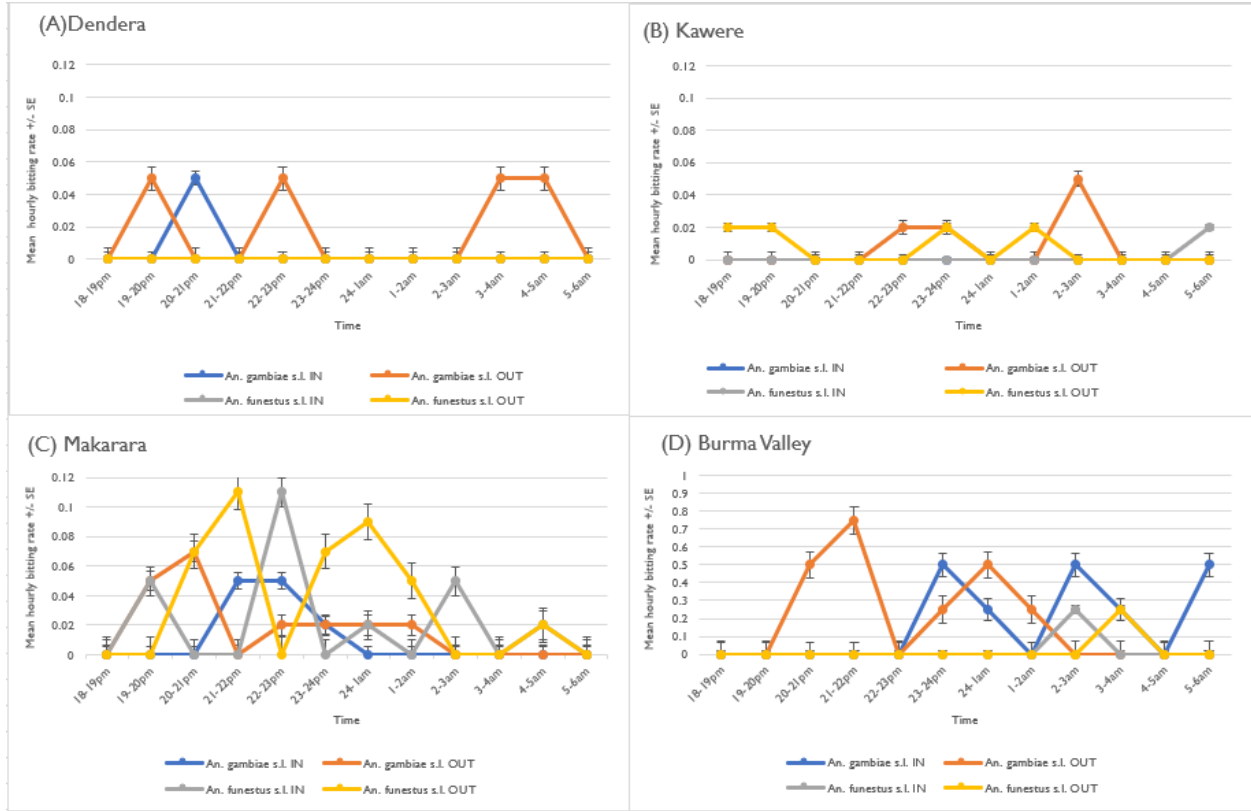 (A)Dendera
Mean hourly bitting rate +/- SE
0.12
0.1
0.08
0.06
0.04
0.02
0
18-19pm
19-20pm
20-21pm
21-22pm
22-23pm
23-24pm
24-1am
1-2am
2-3am
3-4am
4-5am
5-6am
Time
An. gambiae s.l. IN
An. gambiae s.l. OUT
An. funestus s.l. IN
An. funestus s.l. OUT
(B) Kawere
Mean hourly bitting rate +/- SE
0.12
0.1
0.08
0.06
0.04
0.02
0
18-19pm
19-20pm
20-21pm
21-22pm
22-23pm
23-24pm
24-1am
1-2am
2-3am
3-4am
4-5am
5-6am
Time
An. gambiae s.l. IN
An. gambiae s.l. OUT
An. funestus s.l. IN
An. funestus s.l. OUT
(C) Makarara
Mean hourly bitting rate +/- SE
0.12
0.1
0.08
0.06
0.04
0.02
0
18-19pm
19-20pm
20-21pm
21-22pm
22-23pm
23-24pm
24-1am
1-2am
2-3am
3-4am
4-5am
5-6am
Time
An. gambiae s.l. IN
An. gambiae s.l. OUT
An. funestus s.l. IN
An. funestus s.l. OUT
(D) Burma Valley
Mean hourly bitting rate +/- SE
1
0.9
0.8
0.7
0.6
0.5
0.4
0.3
0.2
0.1
0
18-19pm
19-20pm
20-21pm
21-22pm
22-23pm
23-24pm
24-1am
1-2am
2-3am
3-4am
4-5am
5-6am
Time
An. gambiae s.l. IN
An. gambiae s.l. OUT
An. funestus s.l. IN
An. funestus s.l. OUT